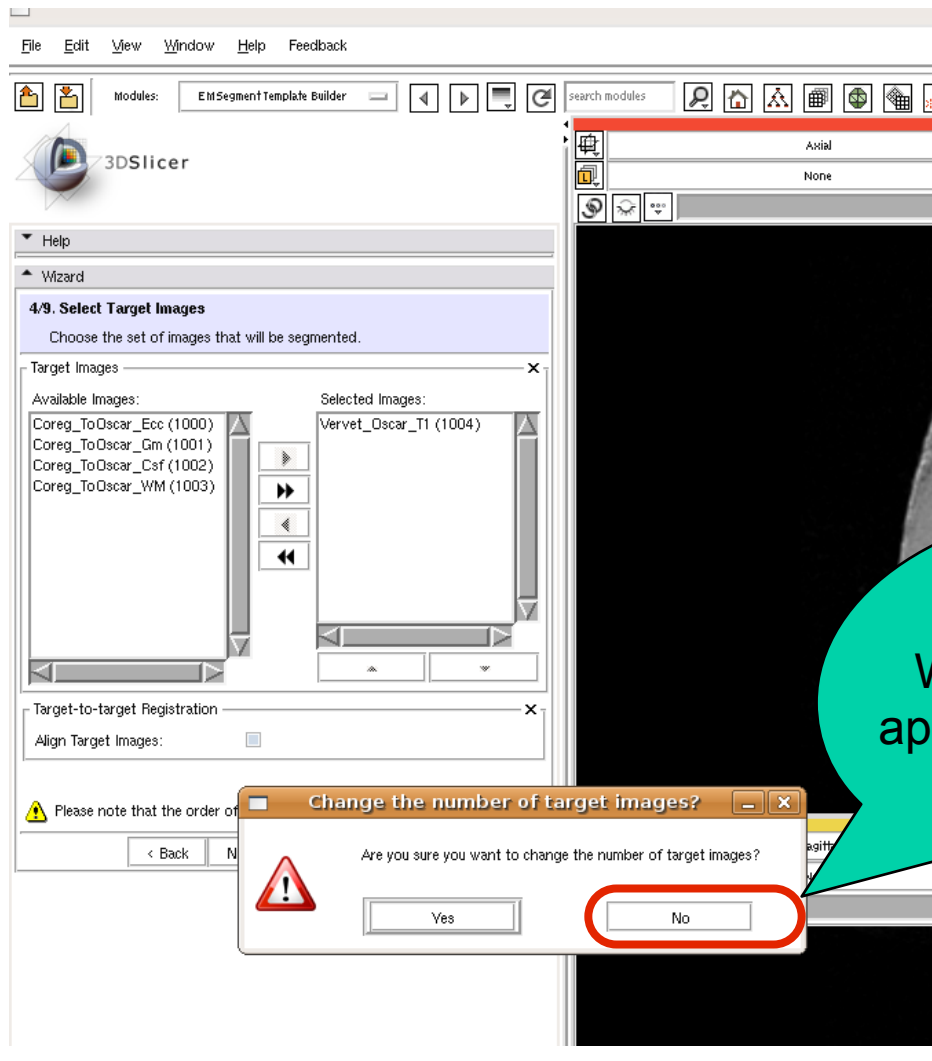 File Edit View Window Help Feedback
Modules: EMSegment Template Builder search modules
3DSlicer
Axial
None
Help
Wizard
4/9. Select Target Images
Choose the set of images that will be segmented.
Target Images
Available Images: Selected Images:
Coreg_ToOscar_Ecc (1000) Vervet_Oscar_T1 (1004)
Coreg_ToOscar_Gm (1001)
Coreg_ToOscar_Csf (1002)
Coreg_ToOscar_WM (1003)
Target-to-target Registration
Align Target Images:
Please note that the order of
< Back N
Change the number of target images?
Are you sure you want to change the number of target images?
Yes No
W
ap
agitt